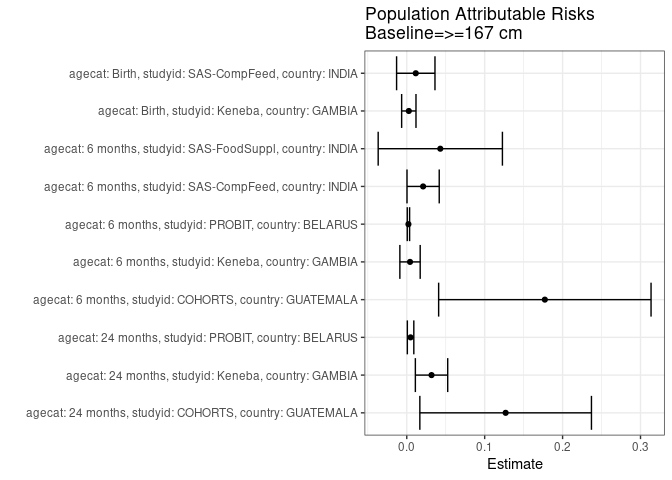 Population Attributable Risks
Baseline=>=167 cm
agecat: Birth, studyid: SAS-CompFeed, country: INDIA
agecat: Birth, studyid: Keneba, country: GAMBIA
agecat: 6 months, studyid: SAS-FoodSuppl, country: INDIA
agecat: 6 months, studyid: SAS-CompFeed, country: INDIA
agecat: 6 months, studyid: PROBIT, country: BELARUS
agecat: 6 months, studyid: Keneba, country: GAMBIA
agecat: 6 months, studyid: COHORTS, country: GUATEMALA
agecat: 24 months, studyid: PROBIT, country: BELARUS
agecat: 24 months, studyid: Keneba, country: GAMBIA
agecat: 24 months, studyid: COHORTS, country: GUATEMALA
0.0 0.1 0.2 0.3
Estimate